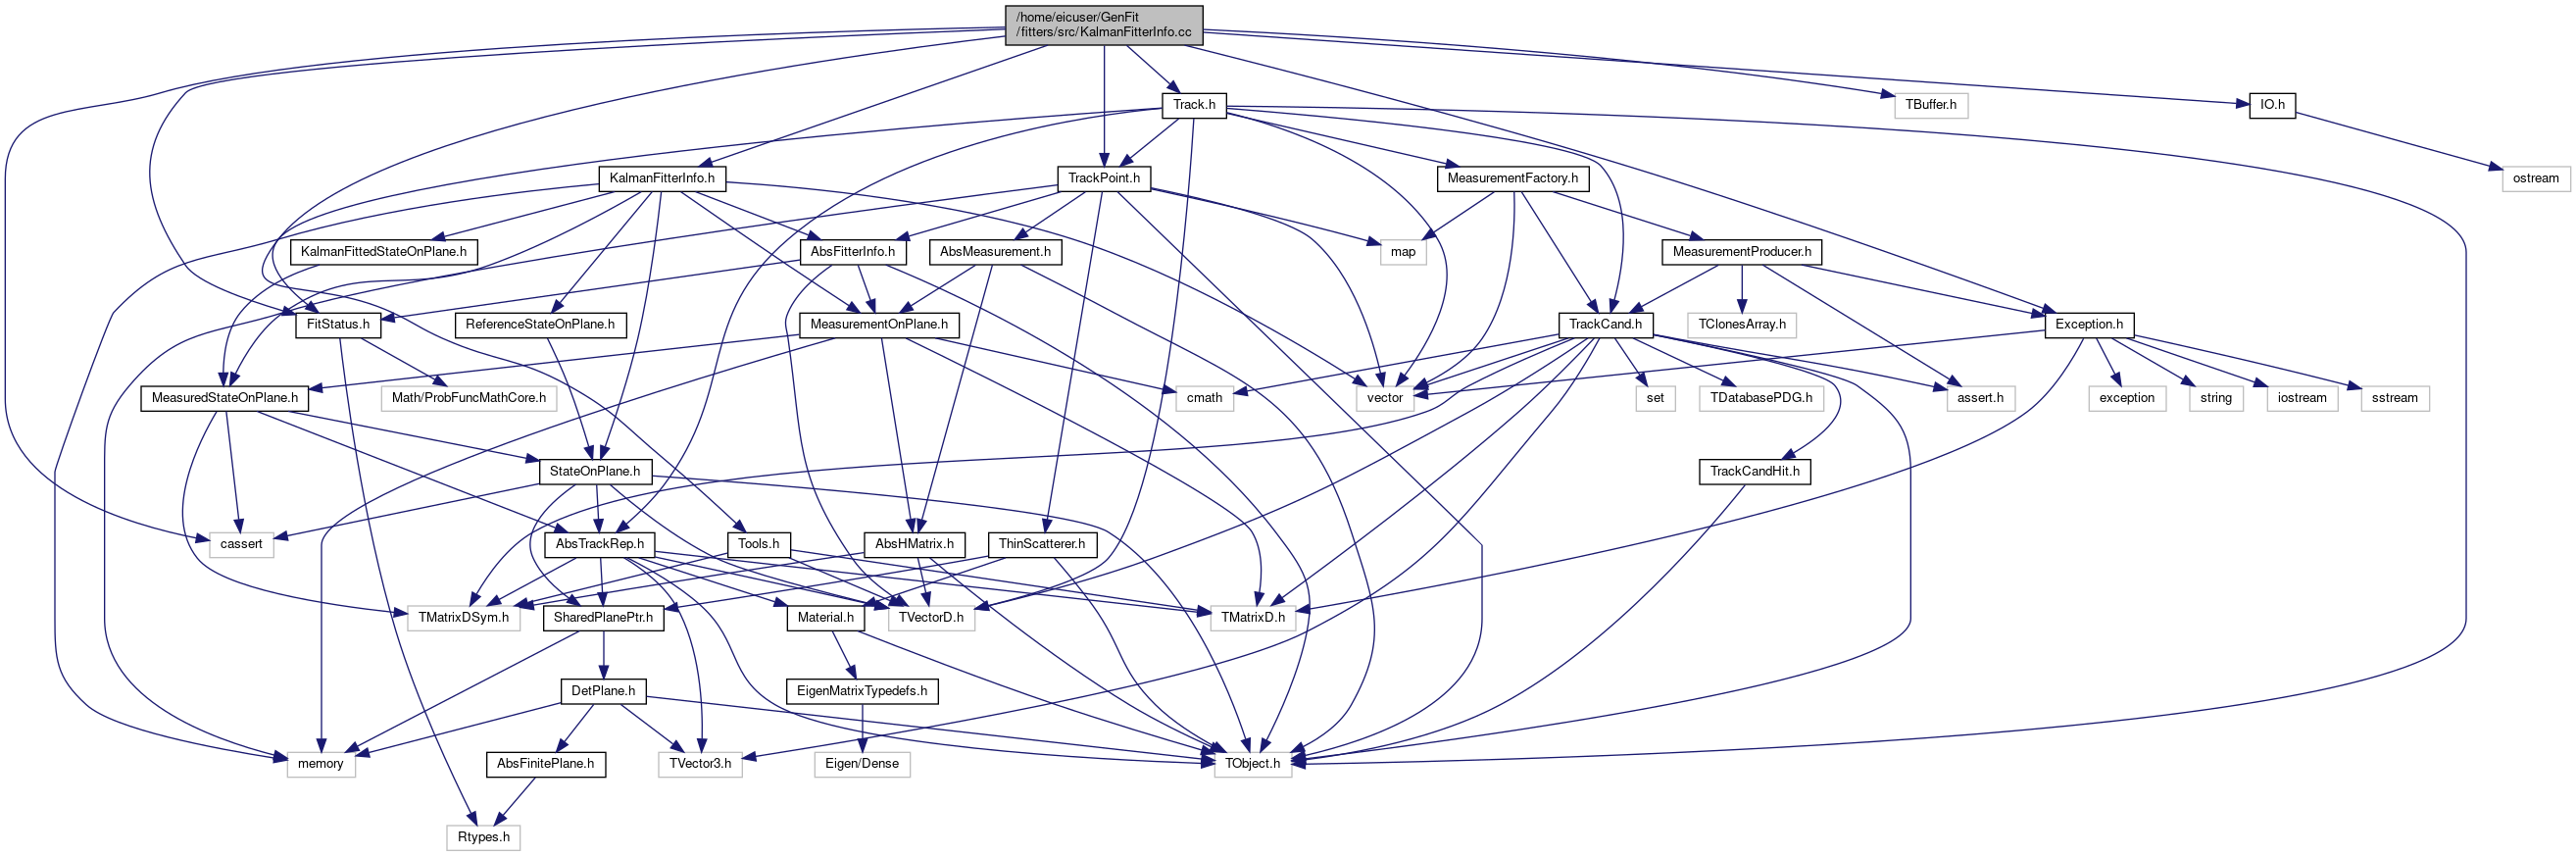 /home/eicuser/GenFit
/fitters/src/KalmanFitterInfo.cc
Track.h
TBuffer.h
IO.h
KalmanFitterInfo.h
TrackPoint.h
MeasurementFactory.h
ostream
KalmanFittedStateOnPlane.h
AbsFitterInfo.h
AbsMeasurement.h
map
MeasurementProducer.h
FitStatus.h
ReferenceStateOnPlane.h
MeasurementOnPlane.h
TrackCand.h
TClonesArray.h
Exception.h
MeasuredStateOnPlane.h
Math/ProbFuncMathCore.h
cmath
vector
set
TDatabasePDG.h
assert.h
exception
string
iostream
sstream
StateOnPlane.h
TrackCandHit.h
cassert
AbsTrackRep.h
Tools.h
AbsHMatrix.h
ThinScatterer.h
TMatrixDSym.h
SharedPlanePtr.h
Material.h
TVectorD.h
TMatrixD.h
DetPlane.h
EigenMatrixTypedefs.h
memory
AbsFinitePlane.h
TVector3.h
Eigen/Dense
TObject.h
Rtypes.h